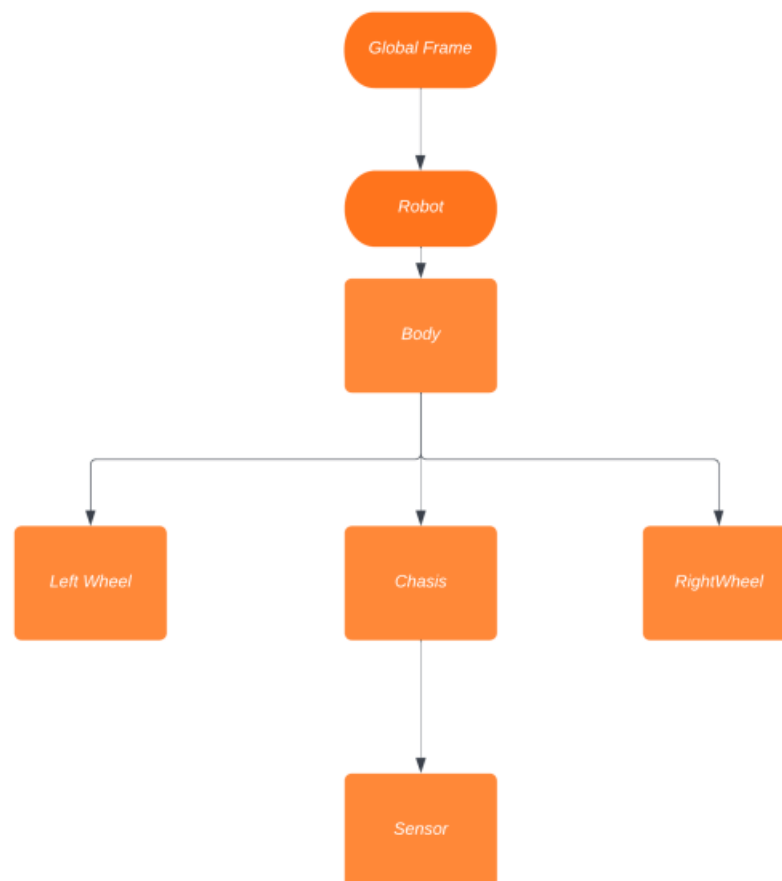 Global Frame
Robot
Body
Left Wheel
Chasis
RightWheel
Sensor